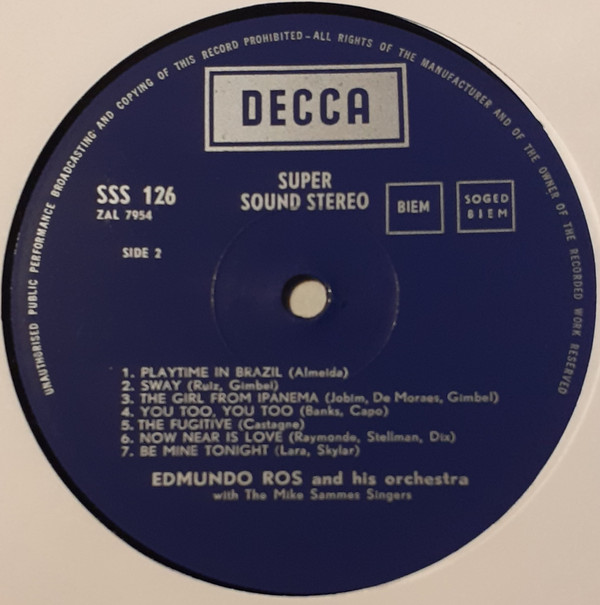 UNAUTHORISED PUBLIC PERFORMANCE BROADCASTING AND COPYING OF THIS RECORD PROHIBITED – ALL RIGHTS OF THE MANUFACTURER AND OF THE OWNER OF THE RECORDED WORK RESERVED
DECCA
SSS 126
ZAL 7954
SUPER
SOUND STEREO
BIEM
SOGED
BIEM
SIDE 2
1. PLAYTIME IN BRAZIL (Almeida)
2. SWAY (Ruiz, Gimbel)
3. THE GIRL FROM IPANEMA (Jobim, De Moraes, Gimbel)
4. YOU TOO, YOU TOO (Banks, Capo)
5. THE FUGITIVE (Castagne)
6. NOW NEAR IS LOVE (Raymonde, Stellman, Dix)
7. BE MINE TONIGHT (Lara, Skylar)
EDMUNDO ROS and his orchestra
with The Mike Sammes Singers